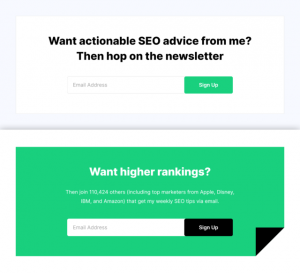 Want actionable SEO advice from me?
Then hop on the newsletter
Email Address
Sign Up
Want higher rankings?
Then join 110,424 others (including top marketers from Apple, Disney,
IBM, and Amazon) that get my weekly SEO tips via email.
Email Address
Sign Up